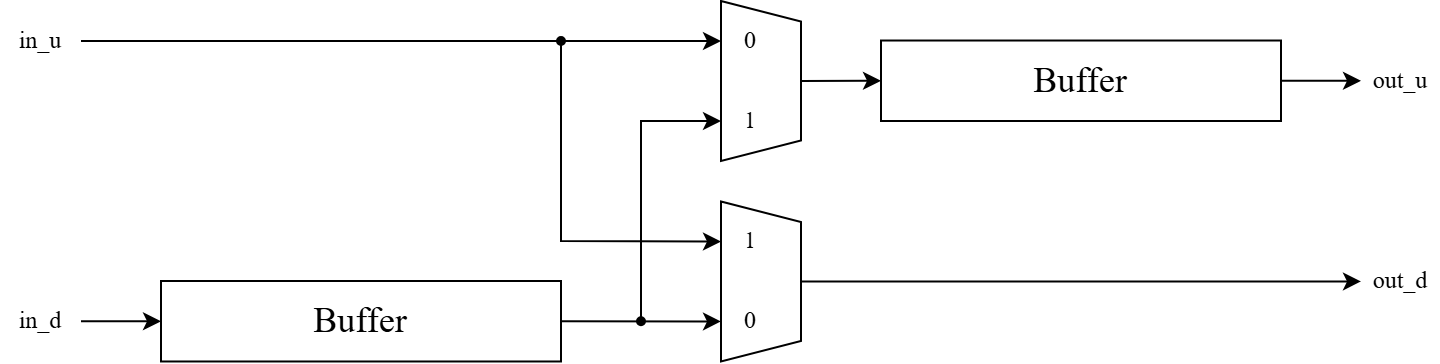 in_u
0
Buffer
out_u
1
1
in_d
Buffer
0
out_d